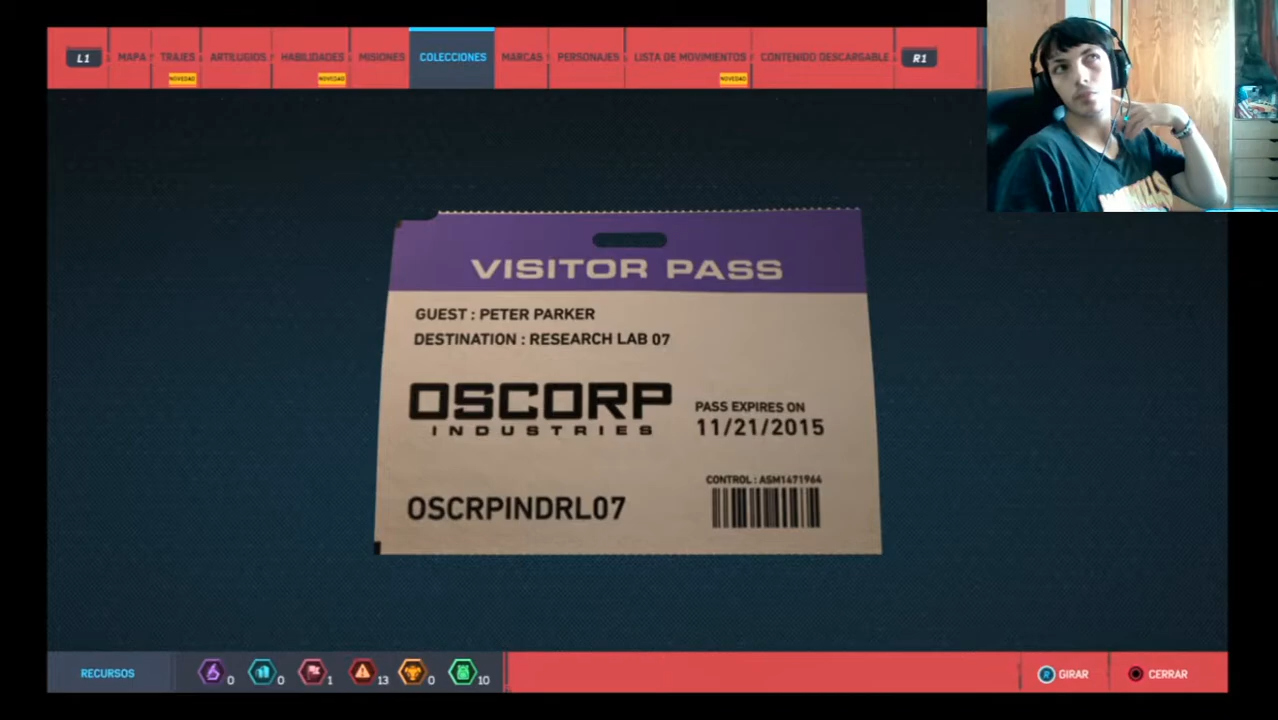 L1 MAPA TRAJES ARTILUGIOS HABILIDADES MISIONES COLECCIONES MARCAS PERSONAJES LISTA DE MOVIMIENTOS CONTENIDO DESCARGABLE R1
NOVEDAD NOVEDAD NOVEDAD
VISITOR PASS
GUEST : PETER PARKER
DESTINATION : RESEARCH LAB 07
OSCORP
INDUSTRIES
PASS EXPIRES ON
11/21/2015
CONTROL : ASM1471964
OSCRPINDRL07
RECURSOS 0 0 1 13 0 10 R GIRAR CERRAR